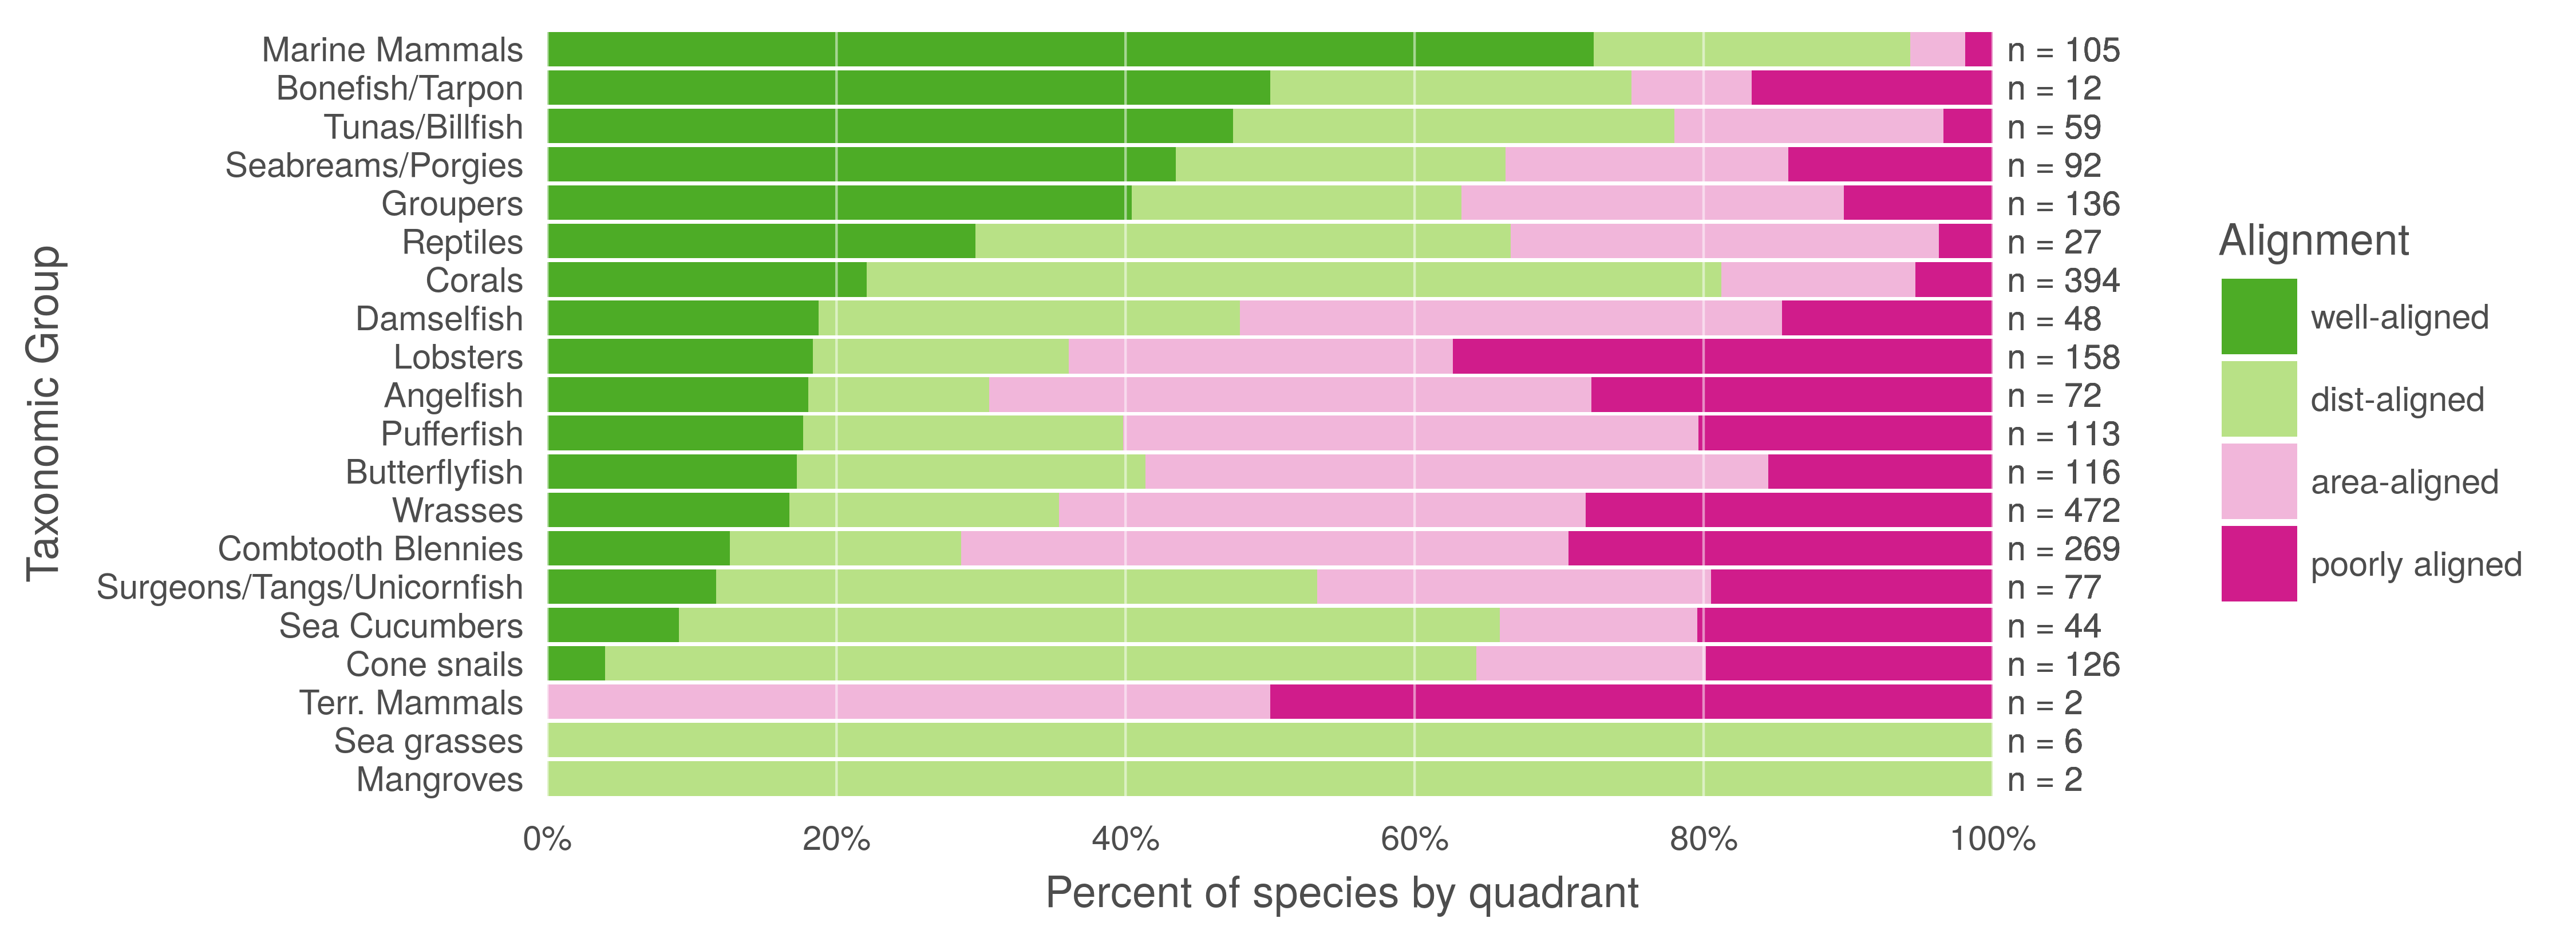 Taxonomic Group
Marine Mammals n = 105
Bonefish/Tarpon n = 12
Tunas/Billfish n = 59
Seabreams/Porgies n = 92
Groupers n = 136
Reptiles n = 27
Corals n = 394
Damselfish n = 48
Lobsters n = 158
Angelfish n = 72
Pufferfish n = 113
Butterflyfish n = 116
Wrasses n = 472
Combtooth Blennies n = 269
Surgeons/Tangs/Unicornfish n = 77
Sea Cucumbers n = 44
Cone snails n = 126
Terr. Mammals n = 2
Sea grasses n = 6
Mangroves n = 2
0% 20% 40% 60% 80% 100%
Percent of species by quadrant
Alignment
well-aligned
dist-aligned
area-aligned
poorly aligned